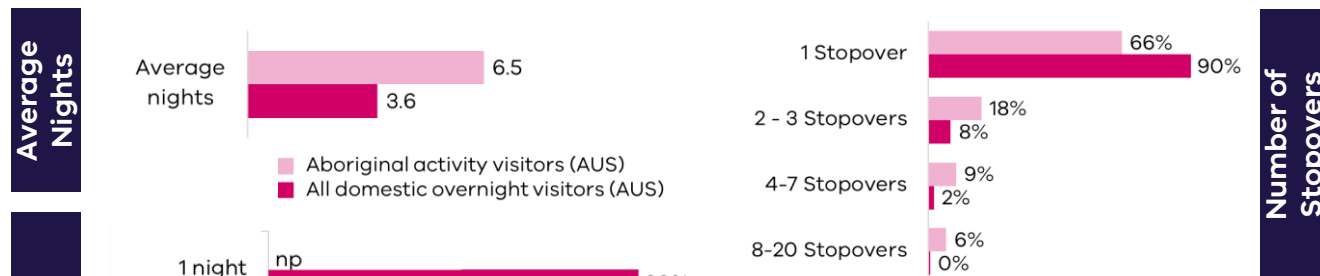 Average
Nights
Average
nights
6.5
3.6
Aboriginal activity visitors (AUS)
All domestic overnight visitors (AUS)
1 night
np
1 Stopover
66%
90%
2 - 3 Stopovers
18%
8%
4-7 Stopovers
9%
2%
8-20 Stopovers
6%
0%
Number of
Stopovers